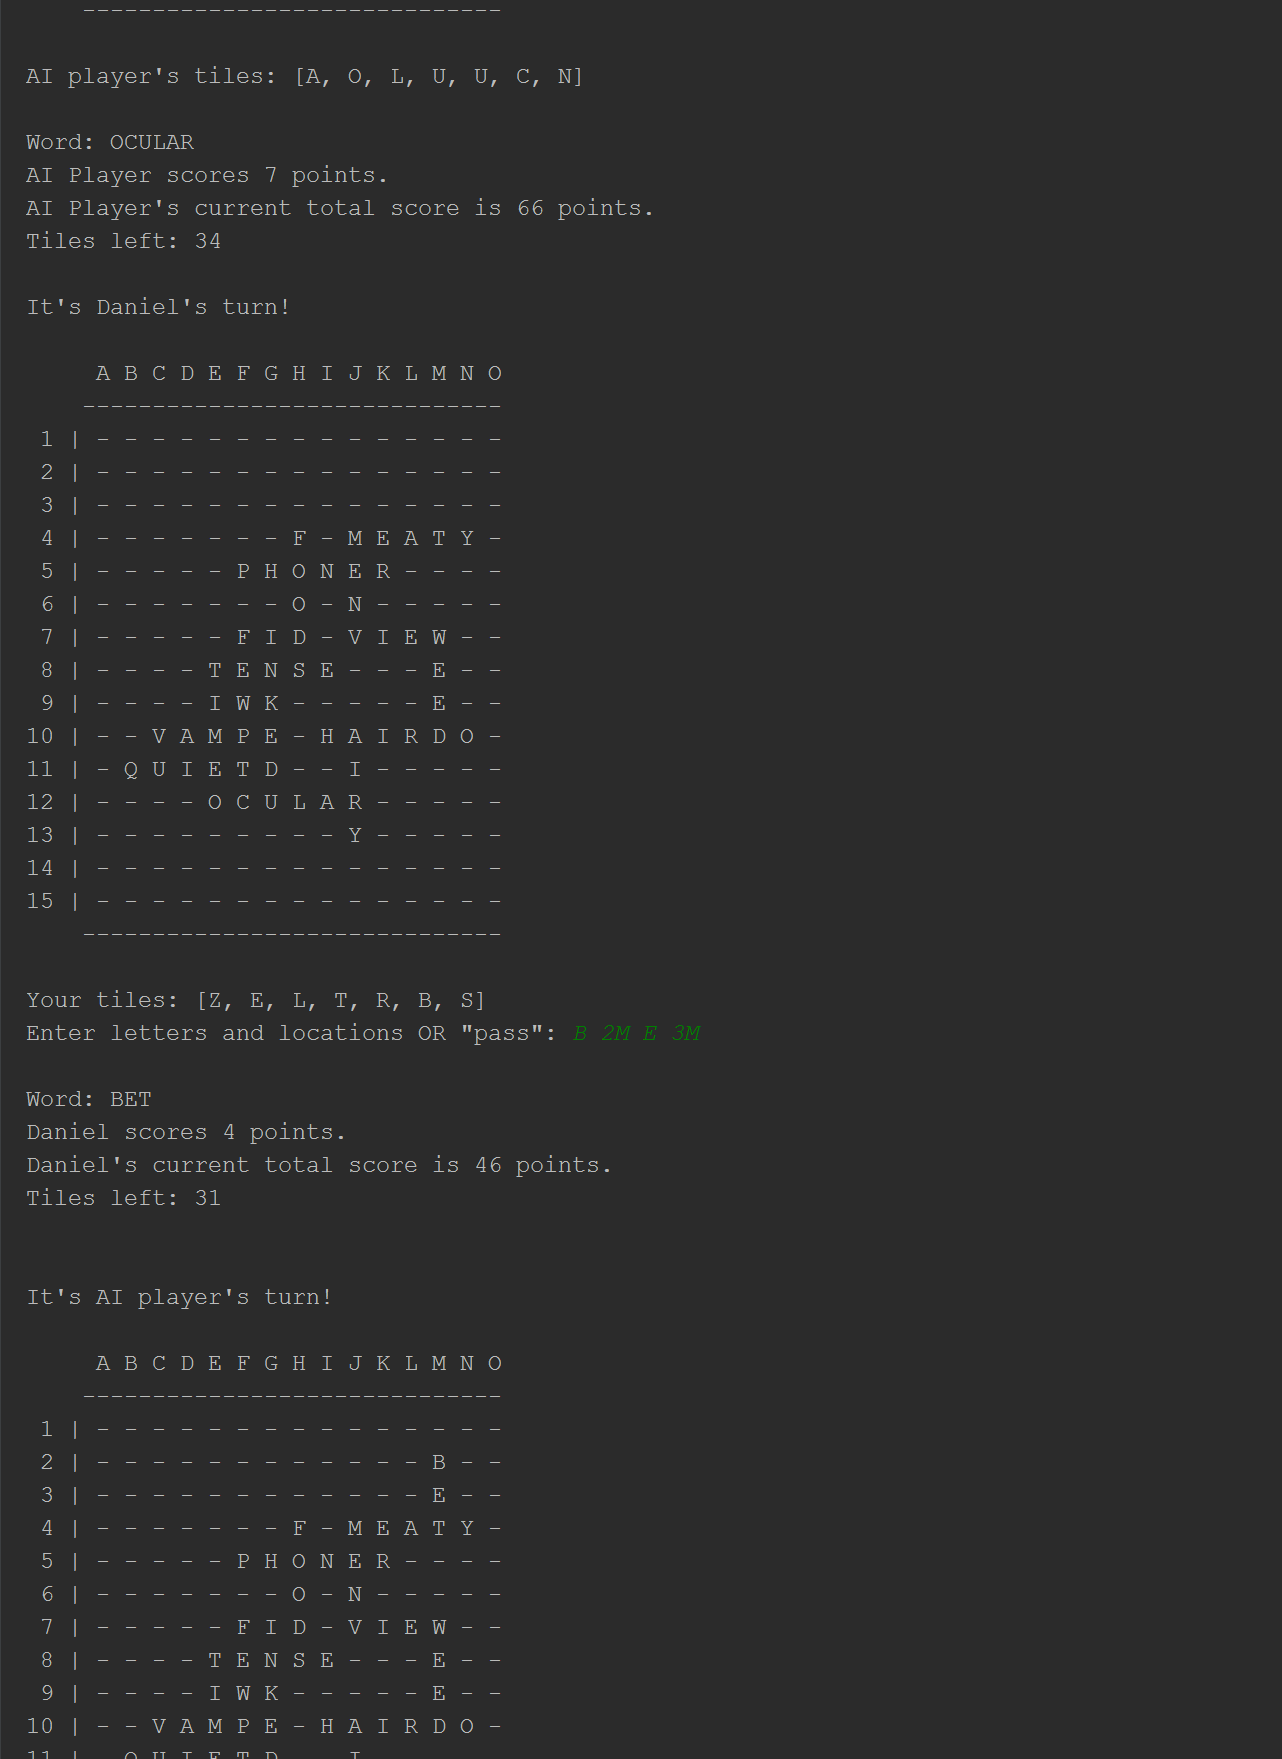 ------------------------------
AI player's tiles: [A, O, L, U, U, C, N]
Word: OCULAR
AI Player scores 7 points.
AI Player's current total score is 66 points.
Tiles left: 34
It's Daniel's turn!
A B C D E F G H I J K L M N O
------------------------------
1 | - - - - - - - - - - - - - - -
2 | - - - - - - - - - - - - - - -
3 | - - - - - - - - - - - - - - -
4 | - - - - - - - F - M E A T Y -
5 | - - - - - P H O N E R - - - -
6 | - - - - - - - O - N - - - - -
7 | - - - - - F I D - V I E W - -
8 | - - - - T E N S E - - - E - -
9 | - - - - I W K - - - - - E - -
10 | - - V A M P E - H A I R D O -
11 | - Q U I E T D - - I - - - - -
12 | - - - - O C U L A R - - - - -
13 | - - - - - - - - - Y - - - - -
14 | - - - - - - - - - - - - - - -
15 | - - - - - - - - - - - - - - -
------------------------------
Your tiles: [Z, E, L, T, R, B, S]
Enter letters and locations OR "pass": B 2M E 3M
Word: BET
Daniel scores 4 points.
Daniel's current total score is 46 points.
Tiles left: 31
It's AI player's turn!
A B C D E F G H I J K L M N O
------------------------------
1 | - - - - - - - - - - - - - - -
2 | - - - - - - - - - - - - B - -
3 | - - - - - - - - - - - - E - -
4 | - - - - - - - F - M E A T Y -
5 | - - - - - P H O N E R - - - -
6 | - - - - - - - O - N - - - - -
7 | - - - - - F I D - V I E W - -
8 | - - - - T E N S E - - - E - -
9 | - - - - I W K - - - - - E - -
10 | - - V A M P E - H A I R D O -
11 | - Q U I E T D - - I - - - - -